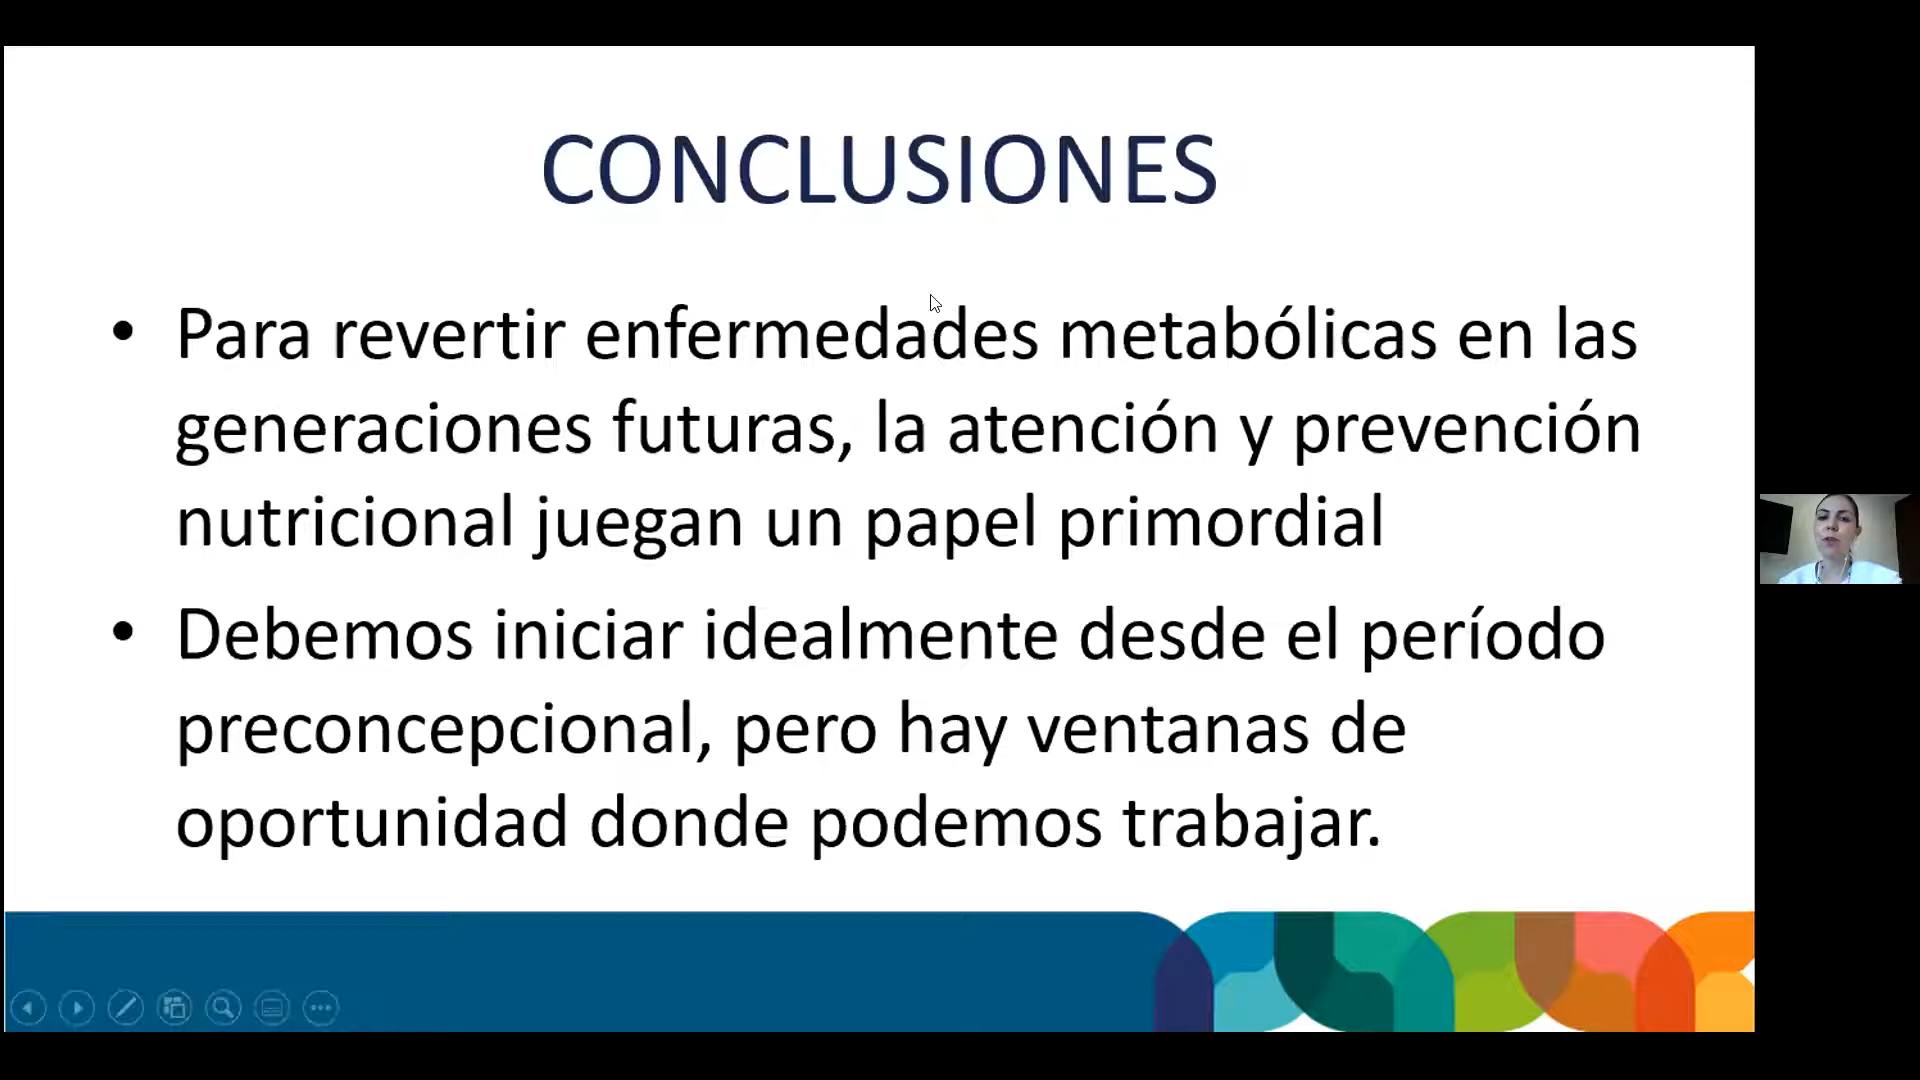 CONCLUSIONES
• Para revertir enfermedades metabólicas en las
generaciones futuras, la atención y prevención
nutricional juegan un papel primordial
• Debemos iniciar idealmente desde el período
preconcepcional, pero hay ventanas de
oportunidad donde podemos trabajar.